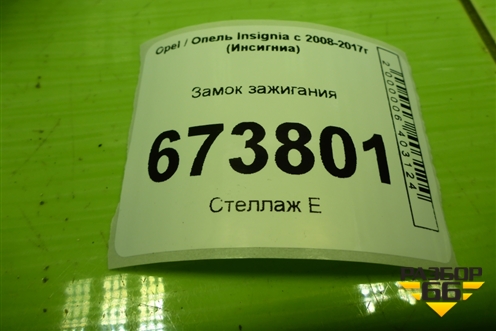 Opel / Опель Insignia с 2008-2017г
(Инсигниа)
Замок зажигания
673801
Стеллаж Е
2000006403124
РАЗБОР
66